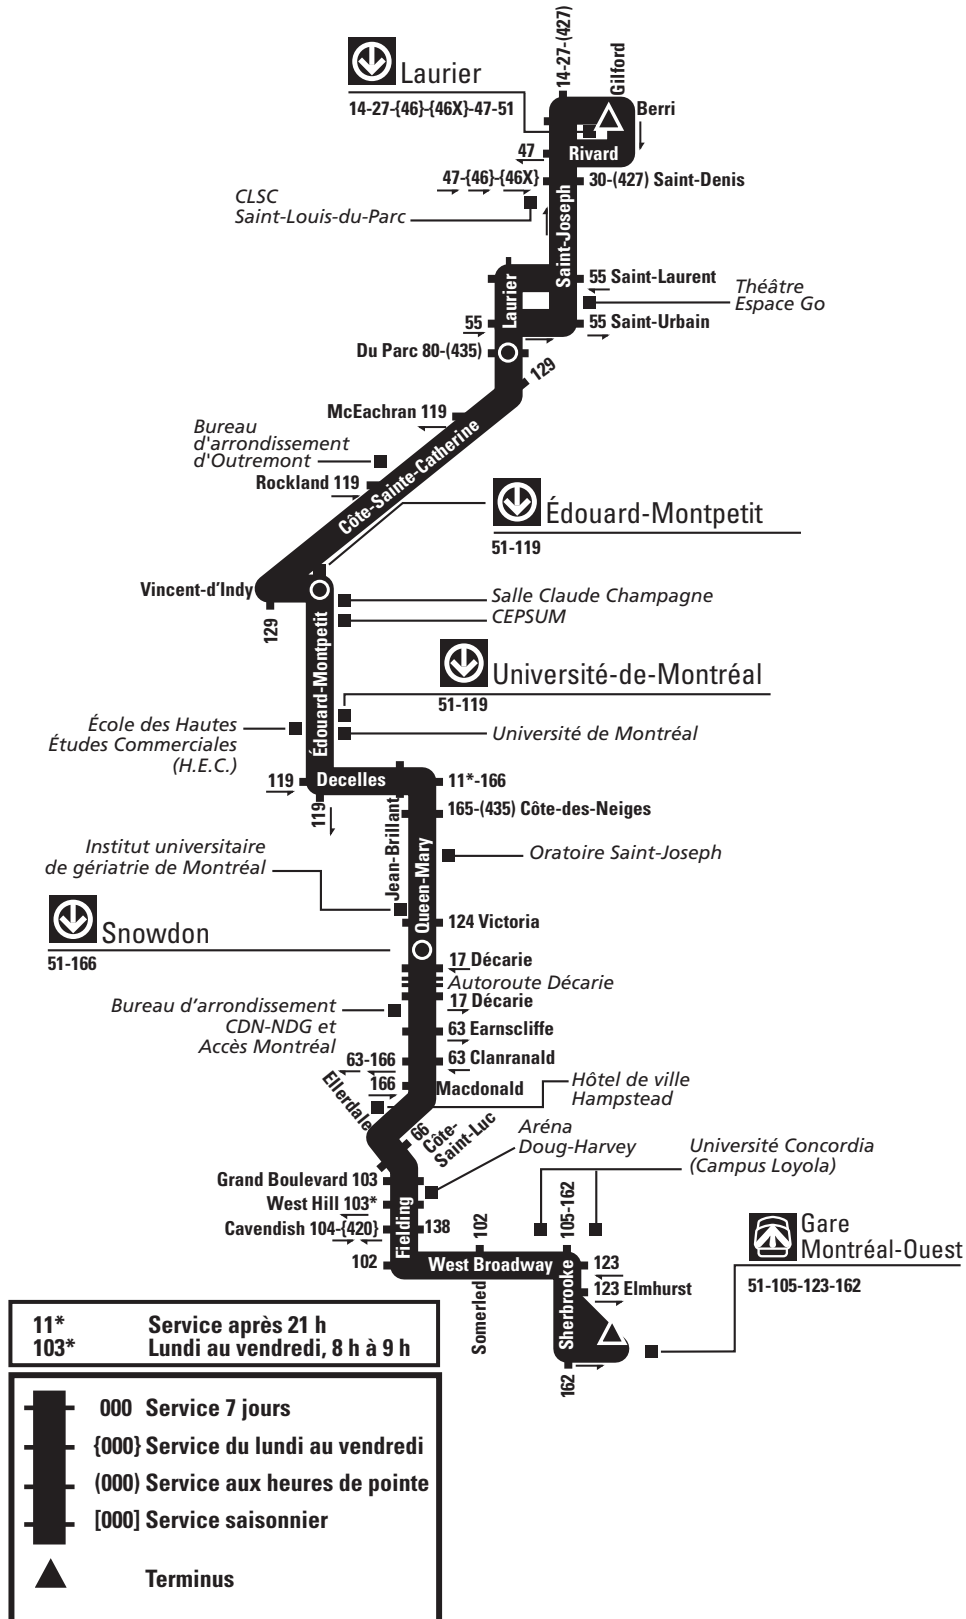 14-27-(427)
Gilford
Laurier
14-27-{46}-{46X}-47-51
Berri
47
Rivard
47-{46}-{46X}
30-(427) Saint-Denis
CLSC
Saint-Louis-du-Parc
Saint-Joseph
Laurier
55 Saint-Laurent
Théâtre
Espace Go
55
55 Saint-Urbain
Du Parc 80-(435)
129
McEachran 119
Bureau
d'arrondissement
d'Outremont
Rockland 119
Côte-Sainte-Catherine
Édouard-Montpetit
51-119
Vincent-d'Indy
129
Salle Claude Champagne
CEPSUM
Édouard-Montpetit
Université-de-Montréal
51-119
École des Hautes
Études Commerciales
(H.E.C.)
Université de Montréal
119
Decelles
11*-166
119
Jean-Brillant
165-(435) Côte-des-Neiges
Institut universitaire
de gériatrie de Montréal
Queen-Mary
Oratoire Saint-Joseph
Snowdon
51-166
124 Victoria
17 Décarie
Autoroute Décarie
17 Décarie
Bureau d'arrondissement
CDN-NDG et
Accès Montréal
63 Earnscliffe
63-166
63 Clanranald
166
Macdonald
Ellerdale
Hôtel de ville
Hampstead
66
Côte-
Saint-Luc
Aréna
Doug-Harvey
Université Concordia
(Campus Loyola)
Grand Boulevard 103
West Hill 103*
Cavendish 104-{420}
Fielding
138
102
102
105-162
West Broadway
123
123 Elmhurst
Somerled
Sherbrooke
162
Gare
Montréal-Ouest
51-105-123-162
11* Service après 21 h
103* Lundi au vendredi, 8 h à 9 h
000 Service 7 jours
{000} Service du lundi au vendredi
(000) Service aux heures de pointe
[000] Service saisonnier
Terminus